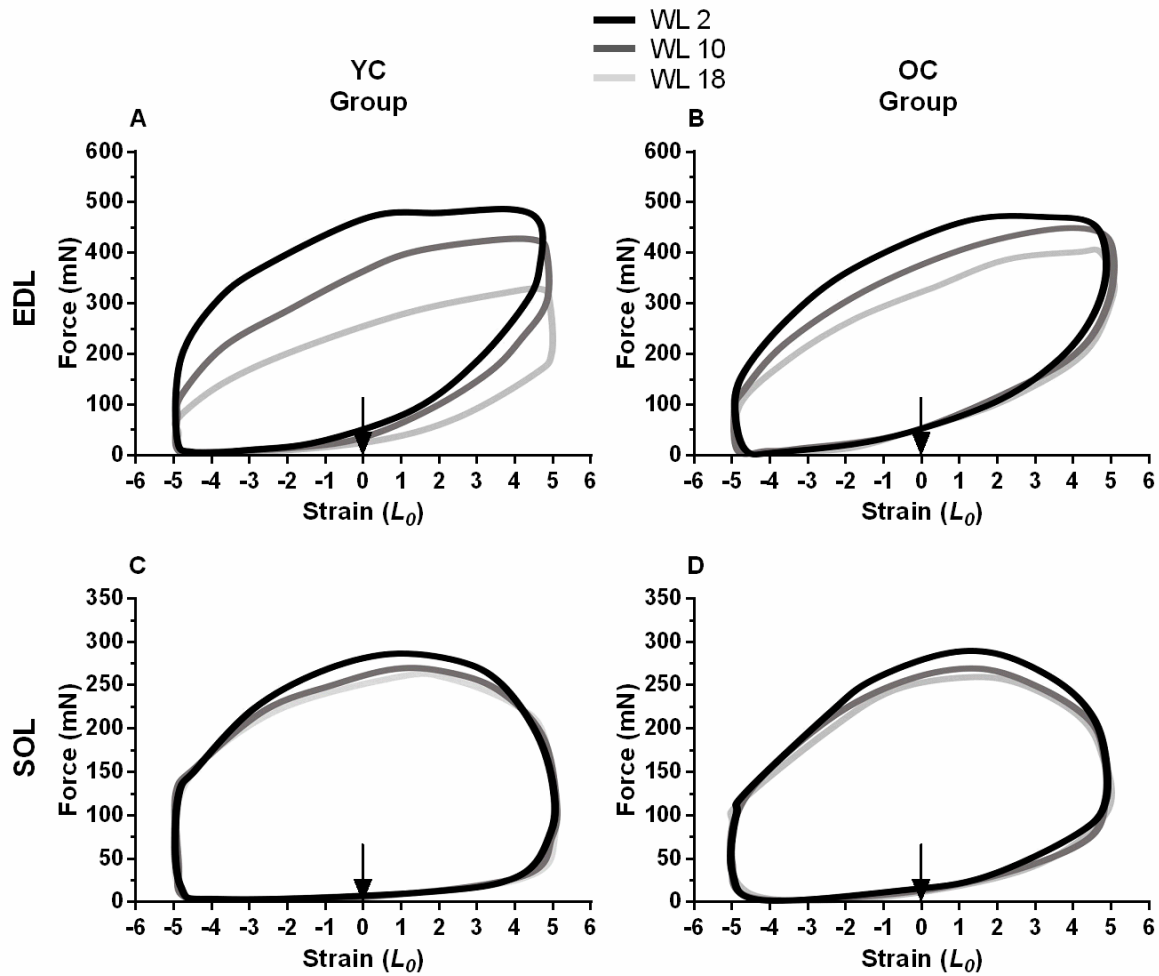 WL 2
WL 10
WL 18
YC
Group
OC
Group
A
B
EDL
Force (mN)
600
500
400
300
200
100
0
-6 -5 -4 -3 -2 -1 0 1 2 3 4 5 6
Strain (L0)
Force (mN)
600
500
400
300
200
100
0
-6 -5 -4 -3 -2 -1 0 1 2 3 4 5 6
Strain (L0)
C
D
SOL
Force (mN)
350
300
250
200
150
100
50
0
-6 -5 -4 -3 -2 -1 0 1 2 3 4 5 6
Strain (L0)
Force (mN)
350
300
250
200
150
100
50
0
-6 -5 -4 -3 -2 -1 0 1 2 3 4 5 6
Strain (L0)